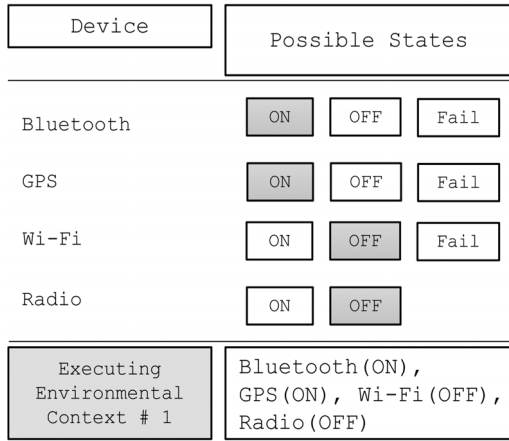 Device Possible States
Bluetooth ON OFF Fail
GPS ON OFF Fail
Wi-Fi ON OFF Fail
Radio ON OFF
Executing
Environmental
Context # 1
Bluetooth(ON),
GPS(ON), Wi-Fi(OFF),
Radio(OFF)